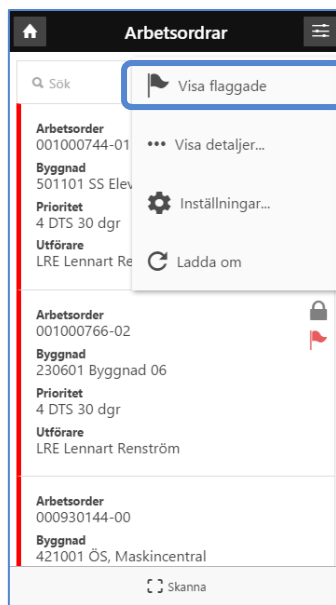 Arbetsordrar
Sök
Visa flaggade
Visa detaljer...
Inställningar...
Ladda om
Arbetsorder
001000744-01
Byggnad
501101 SS Elev
Prioritet
4 DTS 30 dgr
Utförare
LRE Lennart Re
Arbetsorder
001000766-02
Byggnad
230601 Byggnad 06
Prioritet
4 DTS 30 dgr
Utförare
LRE Lennart Renström
Arbetsorder
000930144-00
Byggnad
421001 ÖS, Maskincentral
Skanna